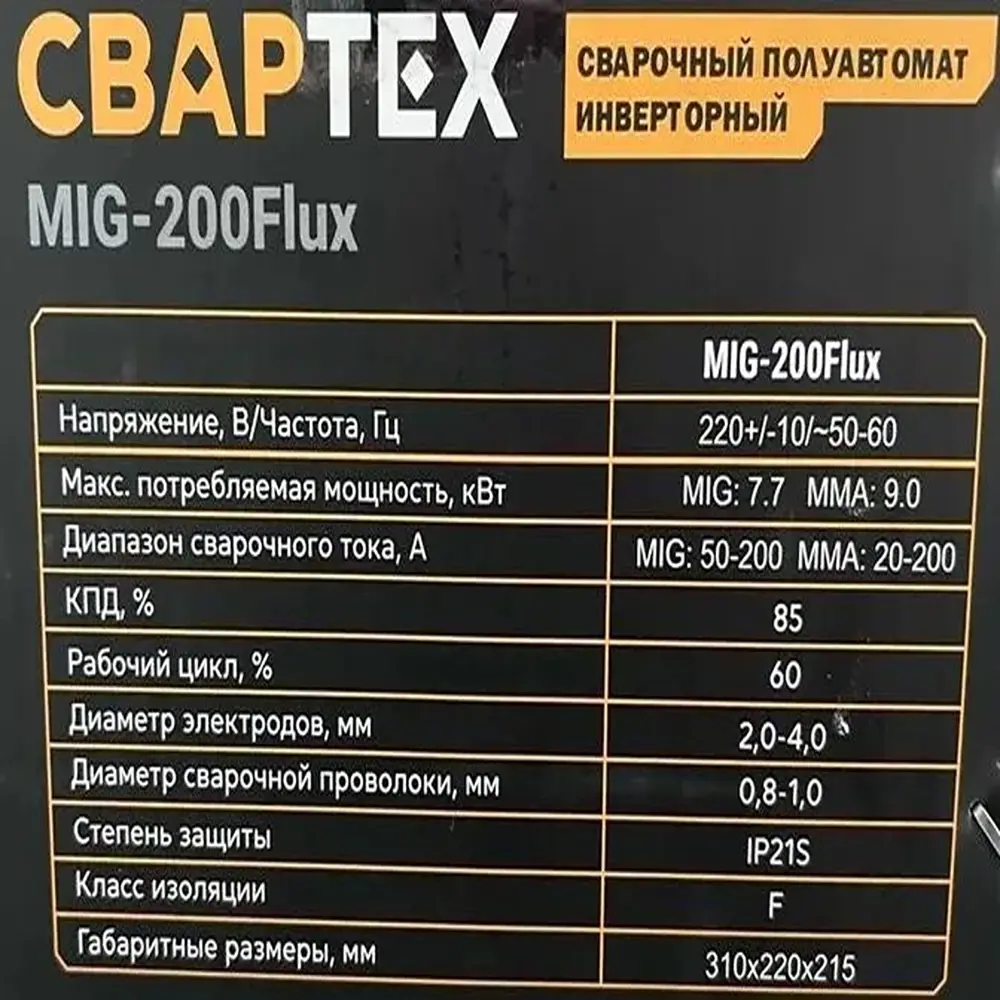 СВАРТЕХ
СВАРОЧНЫЙ ПОЛУАВТОМАТ
ИНВЕРТОРНЫЙ
MIG-200Flux
MIG-200Flux
Напряжение, В/Частота, Гц 220+/-10/~50-60
Макс. потребляемая мощность, кВт MIG: 7.7 MMA: 9.0
Диапазон сварочного тока, А MIG: 50-200 MMA: 20-200
КПД, % 85
Рабочий цикл, % 60
Диаметр электродов, мм 2,0-4,0
Диаметр сварочной проволоки, мм 0,8-1,0
Степень защиты IP21S
Класс изоляции F
Габаритные размеры, мм 310x220x215